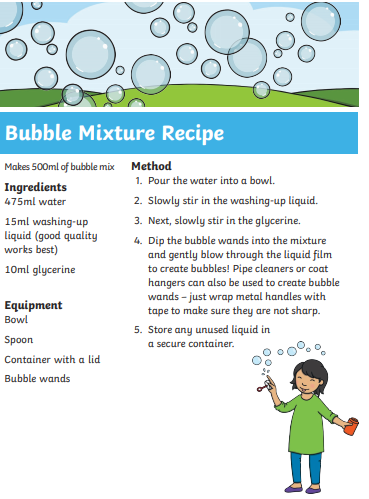 Bubble Mixture Recipe
Makes 500ml of bubble mix
Ingredients
475ml water
15ml washing-up
liquid (good quality
works best)
10ml glycerine
Equipment
Bowl
Spoon
Container with a lid
Bubble wands
Method
1. Pour the water into a bowl.
2. Slowly stir in the washing-up liquid.
3. Next, slowly stir in the glycerine.
4. Dip the bubble wands into the mixture
and gently blow through the liquid film
to create bubbles! Pipe cleaners or coat
hangers can also be used to create bubble
wands – just wrap metal handles with
tape to make sure they are not sharp.
5. Store any unused liquid in
a secure container.